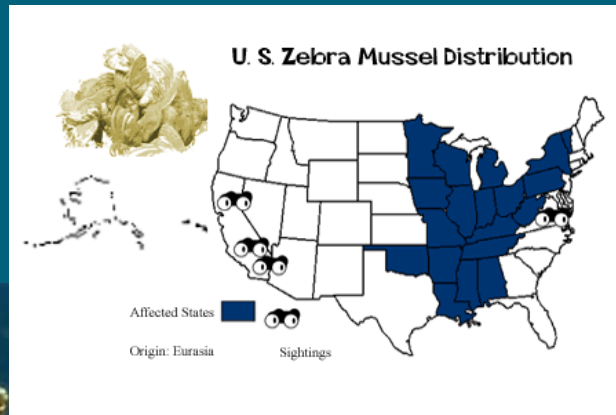 U. S. Zebra Mussel Distribution
Affected States
Origin: Eurasia
Sightings